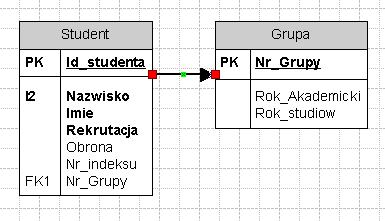 Student
PK Id_studenta
I2 Nazwisko
Imie
Rekrutacja
Obrona
Nr_indeksu
FK1 Nr_Grupy
Grupa
PK Nr_Grupy
Rok_Akademicki
Rok_studiow